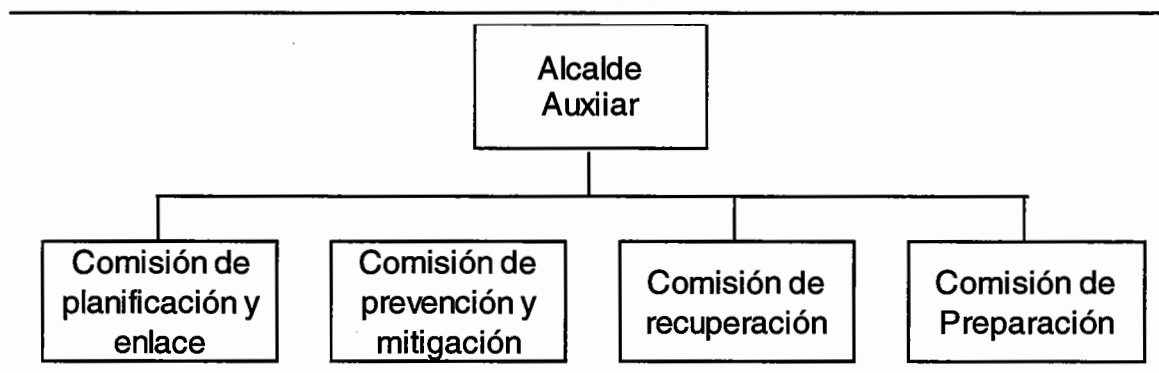 Alcalde
Auxiiar
Comisión de
planificación y
enlace
Comisión de
prevención y
mitigación
Comisión de
recuperación
Comisión de
Preparación